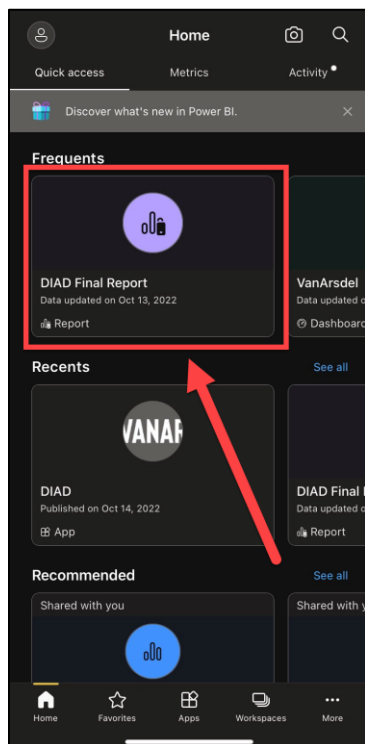 Home
Quick access Metrics Activity
Discover what's new in Power BI.
Frequents
DIAD Final Report
Data updated on Oct 13, 2022
Report
VanArsdel
Data updated o
Dashboard
Recents See all
VANAR
DIAD
Published on Oct 14, 2022
App
DIAD Final
Data updated o
Report
Recommended See all
Shared with you
Shared with y
Home Favorites Apps Workspaces More